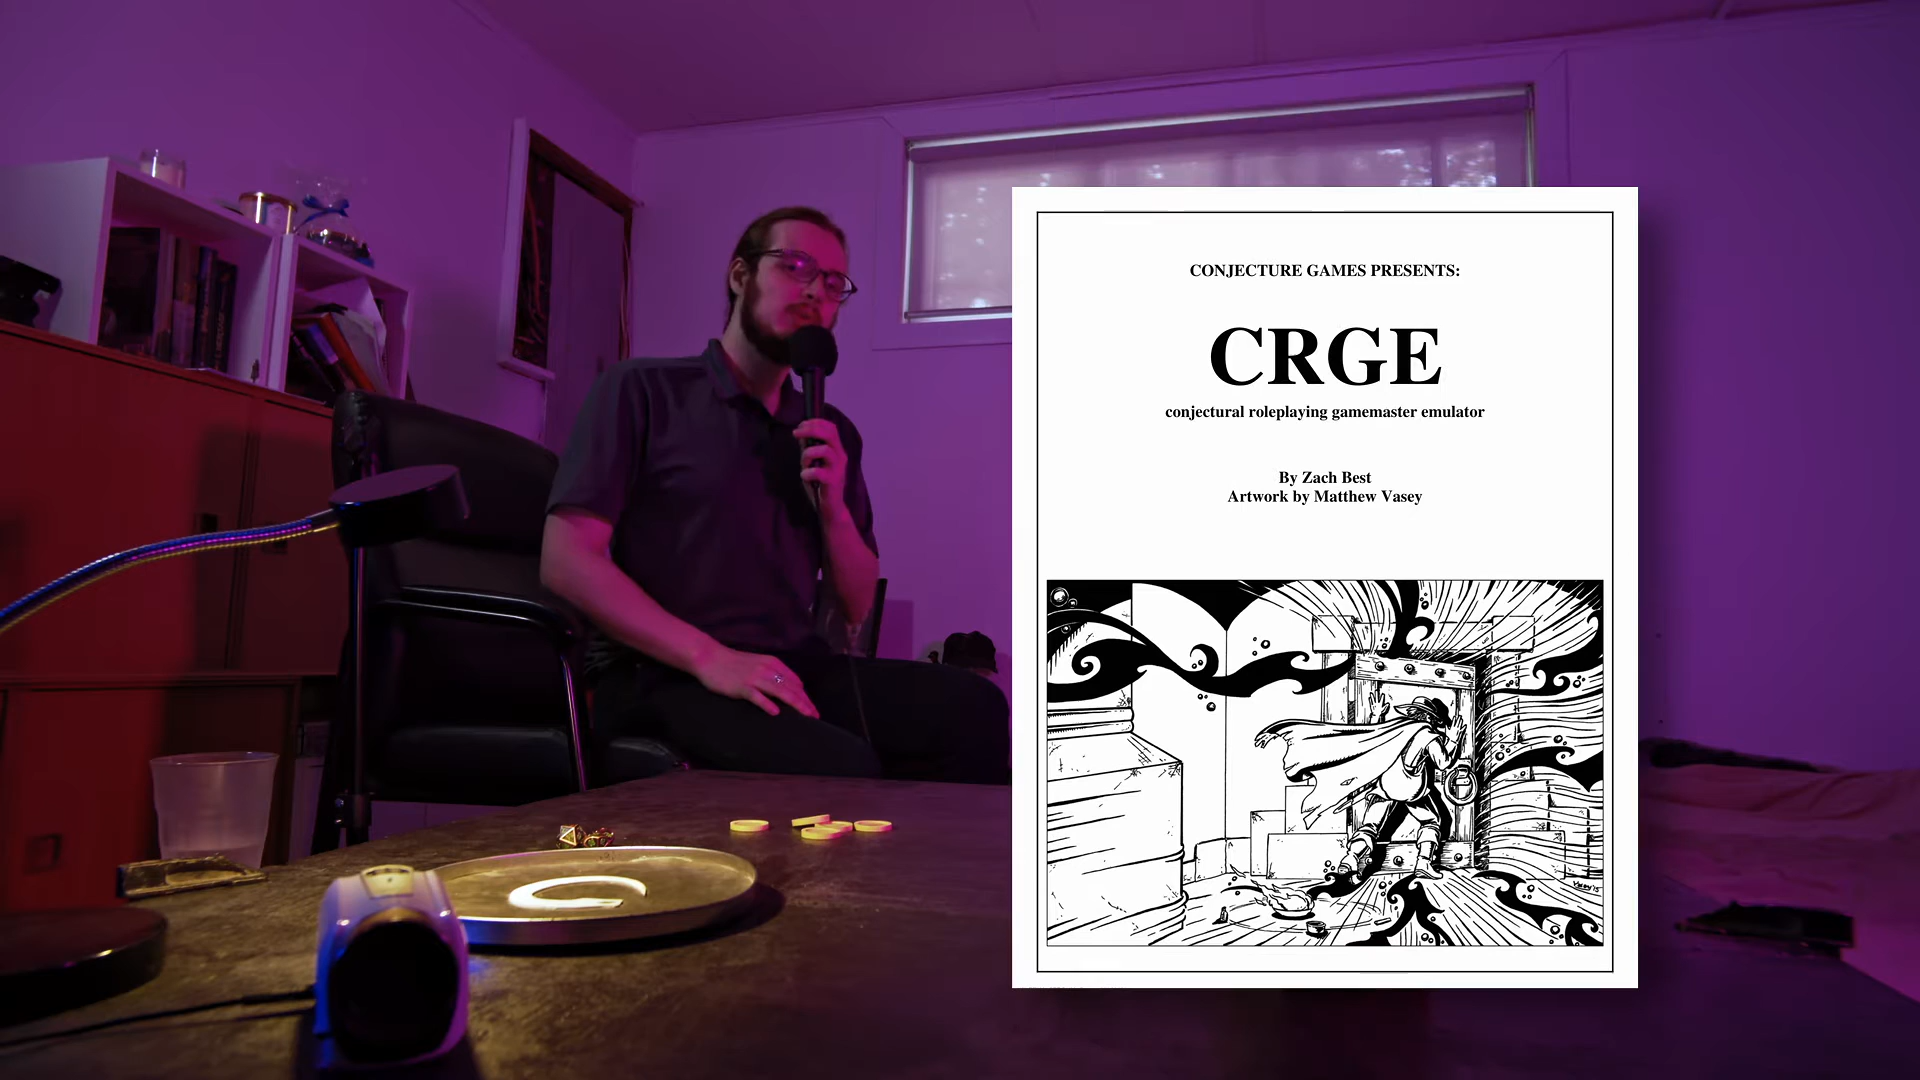 CONJECTURE GAMES PRESENTS:
CRGE
conjectural roleplaying gamemaster emulator
By Zach Best
Artwork by Matthew Vasey